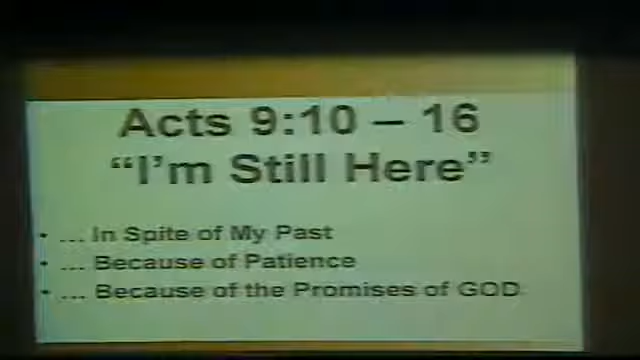 Acts 9:10 – 16
“I’m Still Here”
• ... In Spite of My Past
• ... Because of Patience
• ... Because of the Promises of GOD